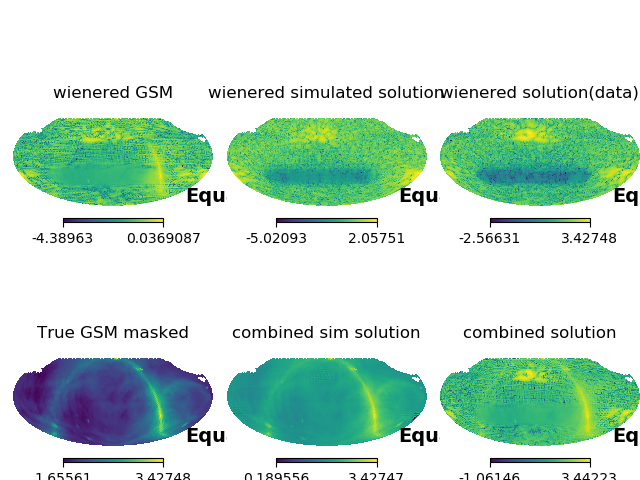 wienered GSM
wienered simulated solution
wienered solution(data)
Equ
Equ
Eq
-4.38963 0.0369087
-5.02093 2.05751
-2.56631 3.42748
True GSM masked
combined sim solution
combined solution
Equ
Equ
Eq
1.65561 3.42748
0.189556 3.42747
-1.06146 3.44223